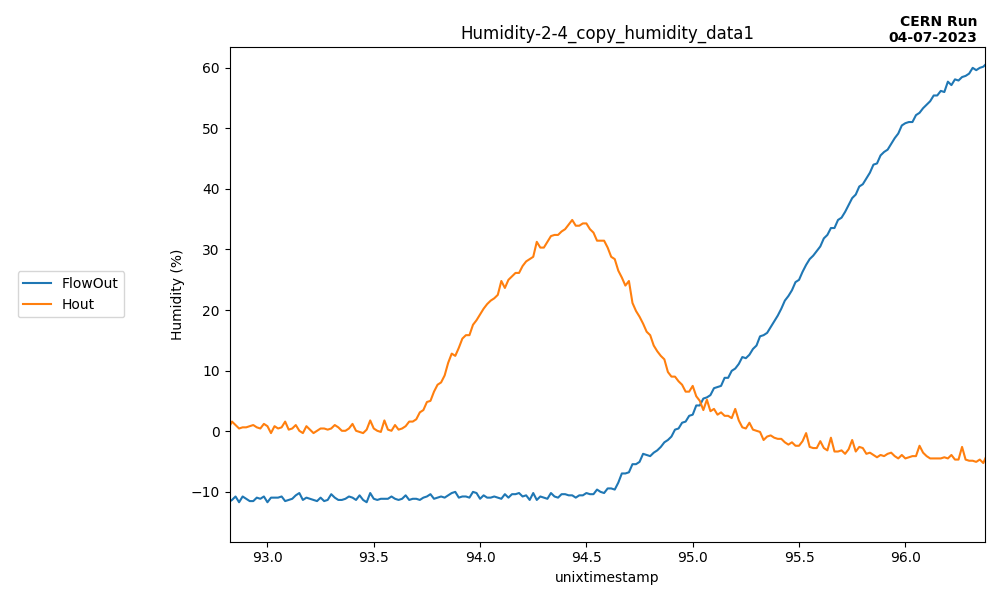 CERN Run
04-07-2023
Humidity-2-4_copy_humidity_data1
60
50
40
30
20
10
0
−10
Humidity (%)
FlowOut
Hout
93.0 93.5 94.0 94.5 95.0 95.5 96.0
unixtimestamp